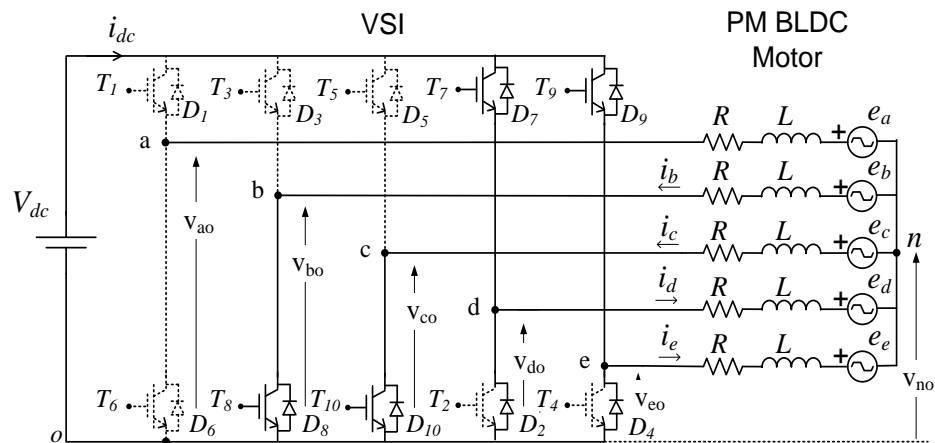 i_dc
VSI
PM BLDC
Motor
T_1
D_1
T_3
D_3
T_5
D_5
T_7
D_7
T_9
D_9
V_dc
a
b
c
d
e
v_ao
v_bo
v_co
v_do
v_eo
R L + e_a
i_b R L + e_b
i_c R L + e_c
i_d R L + e_d
i_e R L + e_e
n
v_no
T_6
D_6
T_8
D_8
T_10
D_10
T_2
D_2
T_4
D_4
o